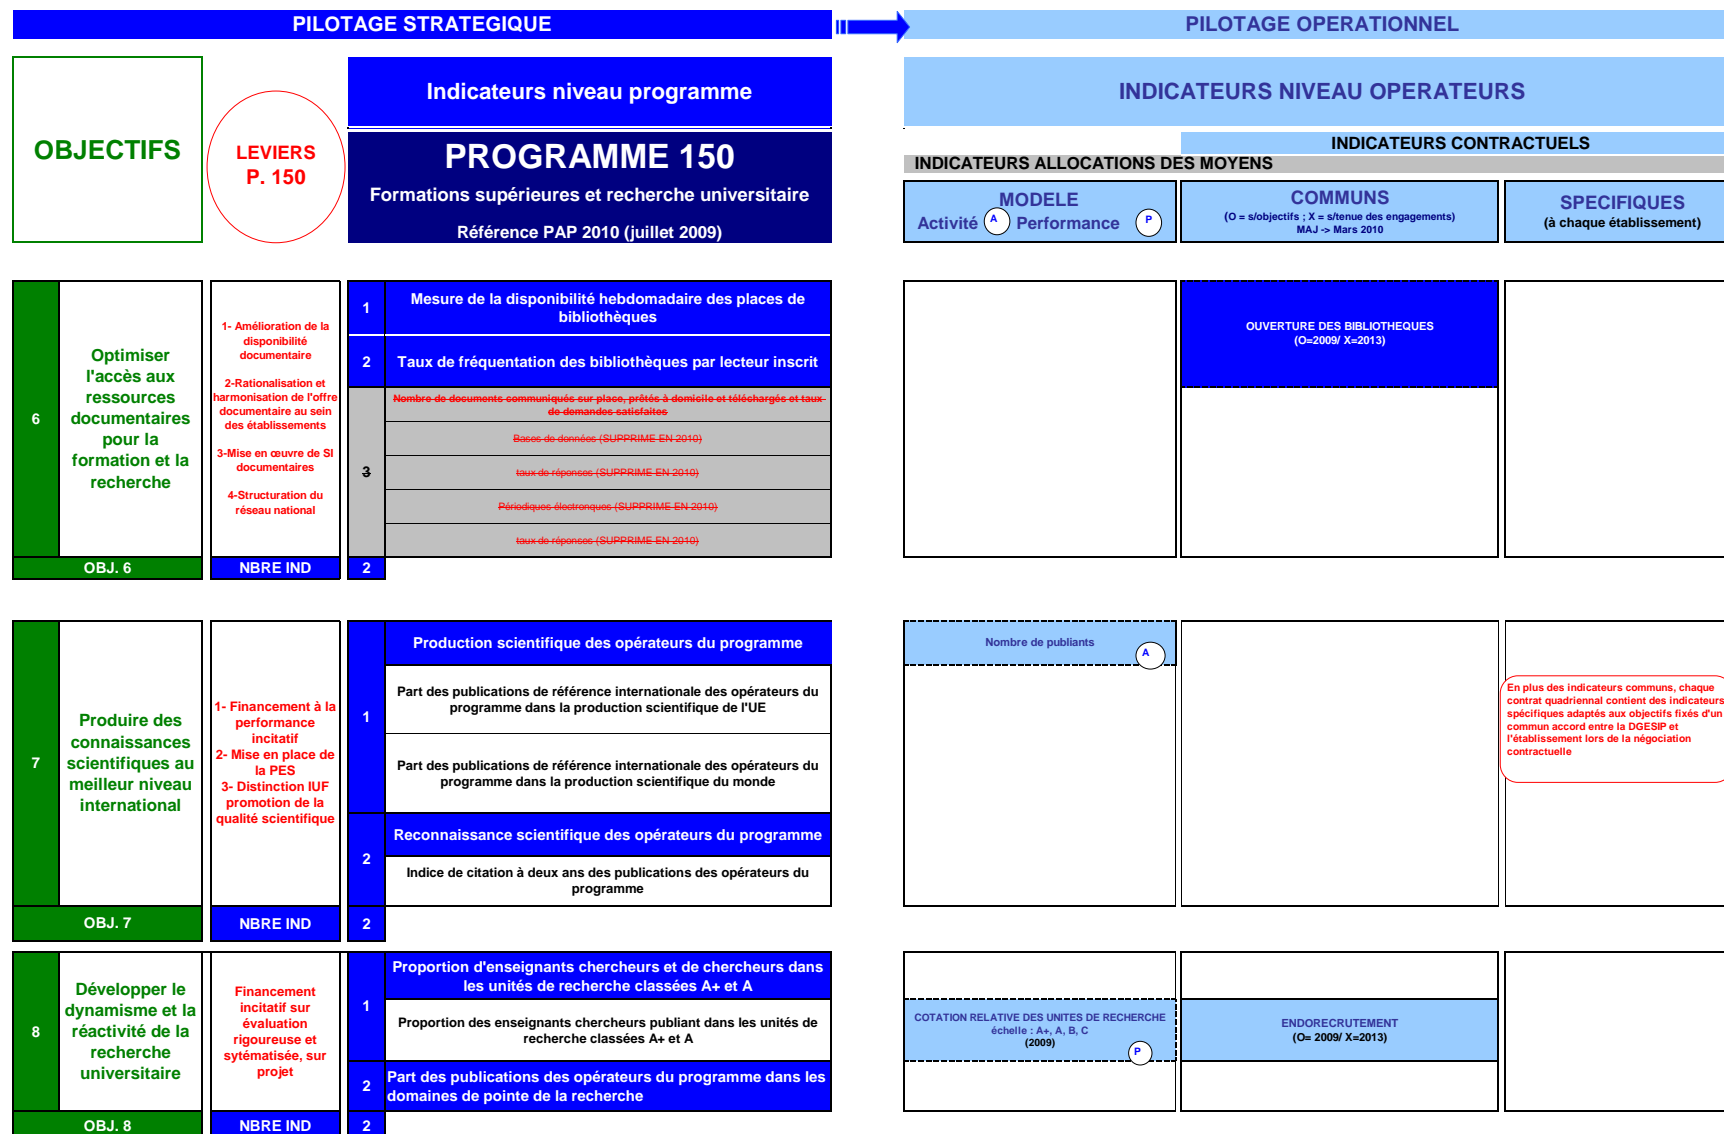 PILOTAGE STRATEGIQUE
PILOTAGE OPERATIONNEL
OBJECTIFS
LEVIERS
P. 150
Indicateurs niveau programme
PROGRAMME 150
Formations supérieures et recherche universitaire
Référence PAP 2010 (juillet 2009)
INDICATEURS NIVEAU OPERATEURS
INDICATEURS CONTRACTUELS
INDICATEURS ALLOCATIONS DES MOYENS
MODELE
Activité A Performance P
COMMUNS
(O = s/objectifs ; X = s/tenue des engagements)
MAJ -> Mars 2010
SPECIFIQUES
(à chaque établissement)
6
Optimiser
l'accès aux
ressources
documentaires
pour la
formation et la
recherche
1- Amélioration de la
disponibilité
documentaire
2-Rationalisation et
harmonisation de l'offre
documentaire au sein
des établissements
3-Mise en œuvre de SI
documentaires
4-Structuration du
réseau national
1
Mesure de la disponibilité hebdomadaire des places de
bibliothèques
2
Taux de fréquentation des bibliothèques par lecteur inscrit
3
Nombre de documents communiqués sur place, prêtés à domicile et téléchargés et taux
de demandes satisfaites
Bases de données (SUPPRIME EN 2010)
taux de réponses (SUPPRIME EN 2010)
Périodiques électronques (SUPPRIME EN 2010)
taux de réponses (SUPPRIME EN 2010)
OUVERTURE DES BIBLIOTHEQUES
(O=2009/ X=2013)
OBJ. 6
NBRE IND
2
7
Produire des
connaissances
scientifiques au
meilleur niveau
international
1- Financement à la
performance
incitatif
2- Mise en place de
la PES
3- Distinction IUF
promotion de la
qualité scientifique
1
Production scientifique des opérateurs du programme
Part des publications de référence internationale des opérateurs du
programme dans la production scientifique de l'UE
Part des publications de référence internationale des opérateurs du
programme dans la production scientifique du monde
2
Reconnaissance scientifique des opérateurs du programme
Indice de citation à deux ans des publications des opérateurs du
programme
Nombre de publiants
A
En plus des indicateurs communs, chaque
contrat quadriennal contient des indicateurs
spécifiques adaptés aux objectifs fixés d'un
commun accord entre la DGESIP et
l'établissement lors de la négociation
contractuelle
OBJ. 7
NBRE IND
2
8
Développer le
dynamisme et la
réactivité de la
recherche
universitaire
Financement
incitatif sur
évaluation
rigoureuse et
sytématisée, sur
projet
1
Proportion d'enseignants chercheurs et de chercheurs dans
les unités de recherche classées A+ et A
Proportion des enseignants chercheurs publiant dans les unités de
recherche classées A+ et A
2
Part des publications des opérateurs du programme dans les
domaines de pointe de la recherche
COTATION RELATIVE DES UNITES DE RECHERCHE
échelle : A+, A, B, C
(2009)
P
ENDORECRUTEMENT
(O= 2009/ X=2013)
OBJ. 8
NBRE IND
2